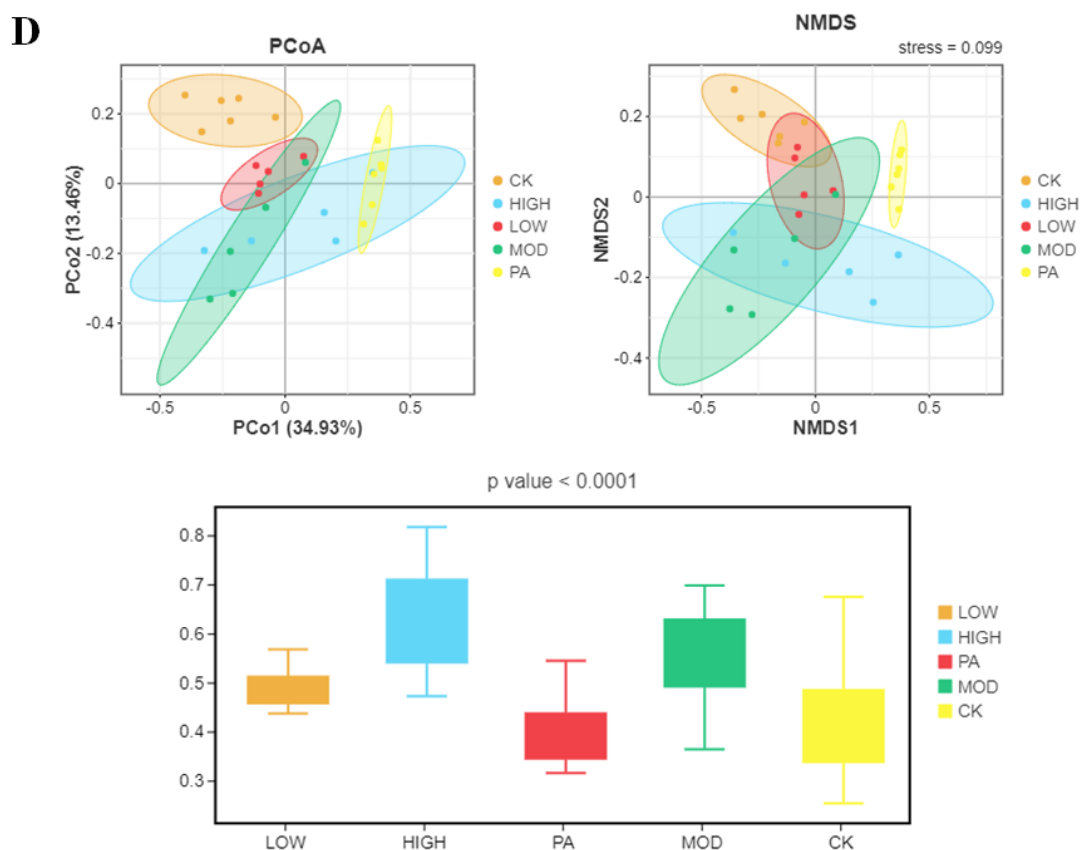 D
PCoA
0.2
0
-0.2
-0.4
-0.5
0
0.5
PCo2 (13.46%)
PCo1 (34.93%)
CK
HIGH
LOW
MOD
PA
NMDS
stress = 0.099
0.2
0
-0.2
-0.4
-0.5
0
0.5
NMDS2
NMDS1
CK
HIGH
LOW
MOD
PA
p value < 0.0001
0.8
0.7
0.6
0.5
0.4
0.3
LOW
HIGH
PA
MOD
CK
LOW
HIGH
PA
MOD
CK